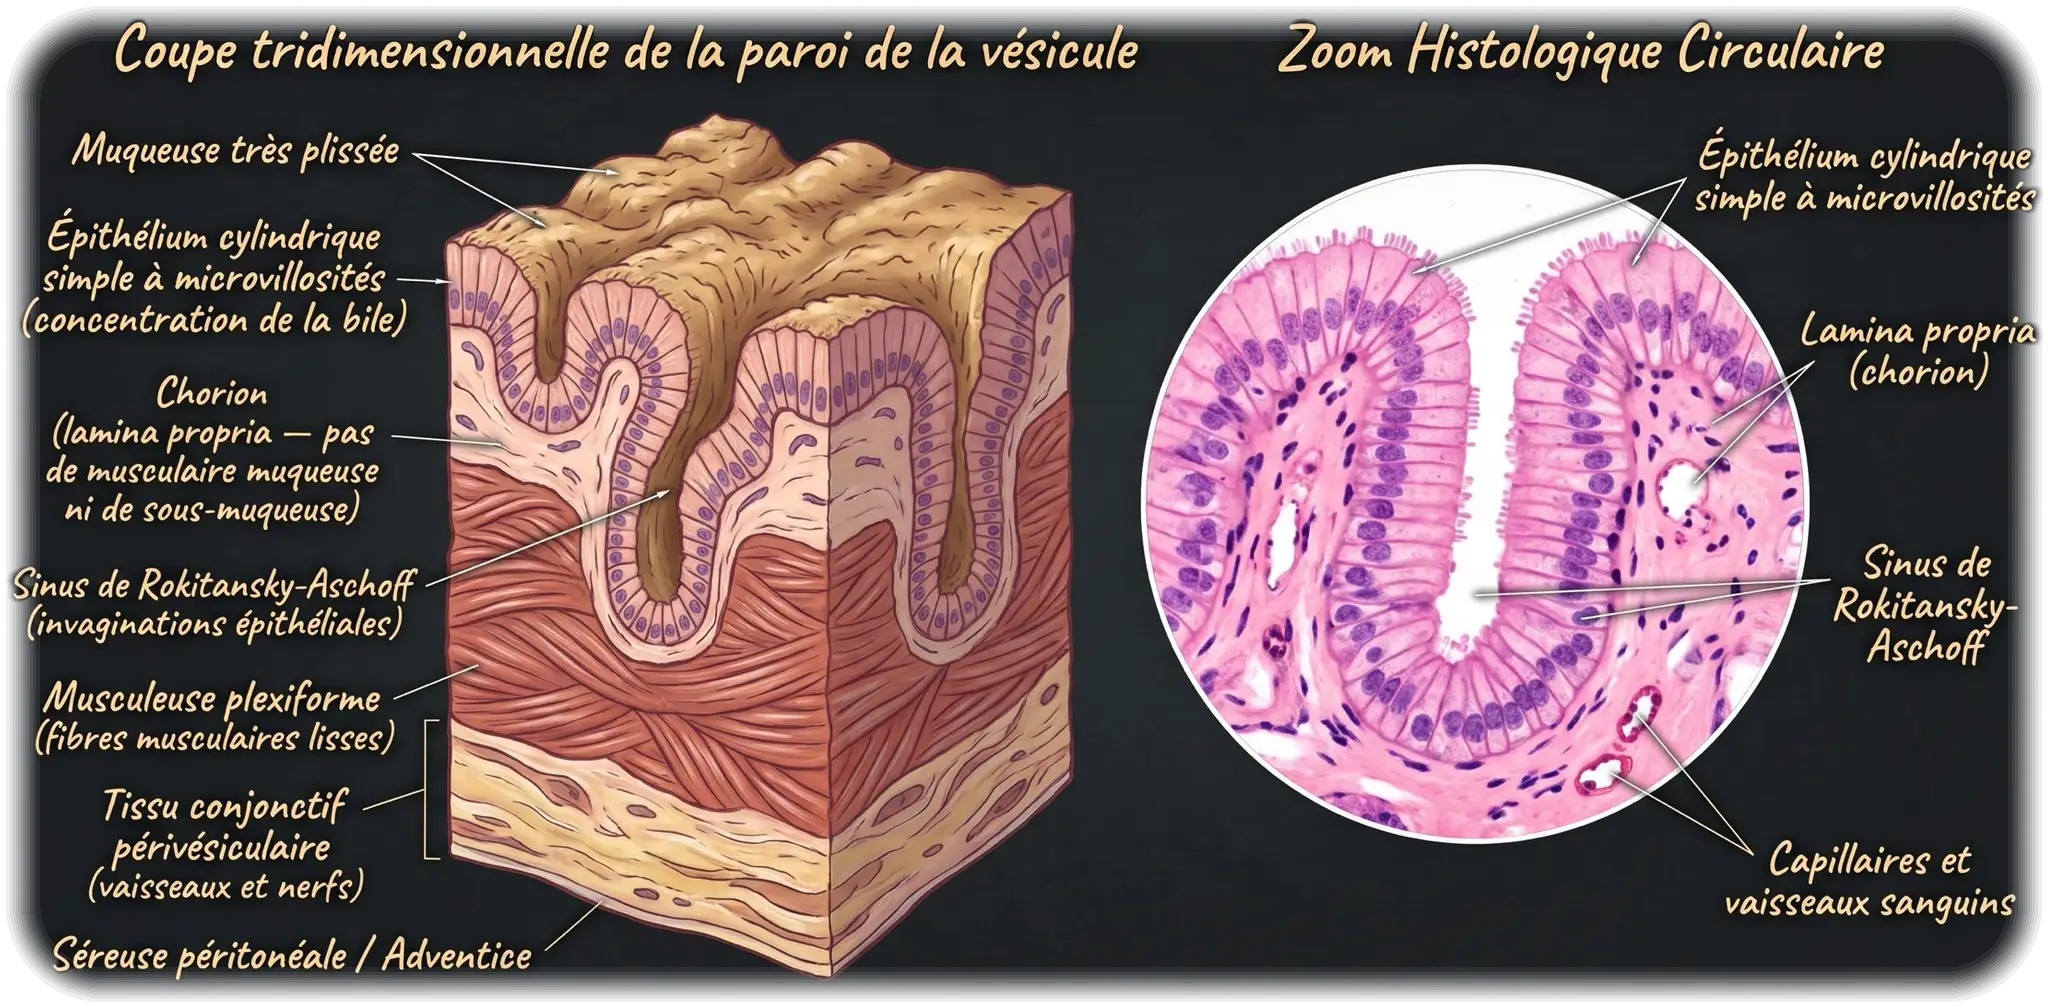 Coupe tridimensionnelle de la paroi de la vésicule
Muqueuse très plissée
Épithélium cylindrique
simple à microvillosités
(concentration de la bile)
Chorion
(lamina propria — pas
de musculaire muqueuse
ni de sous-muqueuse)
Sinus de Rokitansky-Aschoff
(invaginations épithéliales)
Musculeuse plexiforme
(fibres musculaires lisses)
Tissu conjonctif
périvésiculaire
(vaisseaux et nerfs)
Séreuse péritonéale / Adventice
Zoom Histologique Circulaire
Épithélium cylindrique
simple à microvillosités
Lamina propria
(chorion)
Sinus de
Rokitansky-
Aschoff
Capillaires et
vaisseaux sanguins